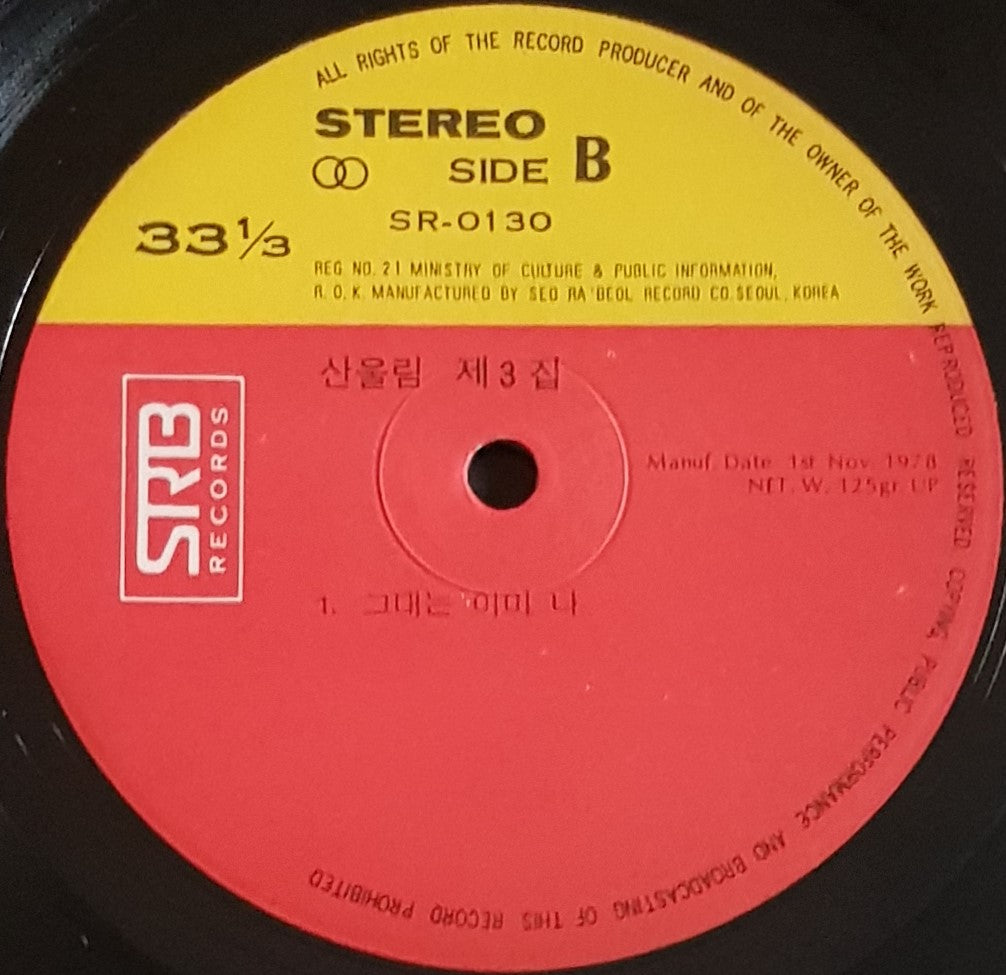 ALL RIGHTS OF THE RECORD PRODUCER AND OF THE OWNER OF THE WORK REPRODUCED RESERVED COPYING, PUBLIC PERFORMANCE AND BROADCASTING OF THIS RECORD PROHIBITED
STEREO
SIDE B
SR-0130
33⅓
REG NO. 21 MINISTRY OF CULTURE & PUBLIC INFORMATION,
R. O. K. MANUFACTURED BY SEO RA BEOL RECORD CO. SEOUL, KOREA
산울림 제3집
SRB
RECORDS
Manuf. Date 1st Nov. 1978
NET. W. 125gr UP
1. 그대는 이미 나